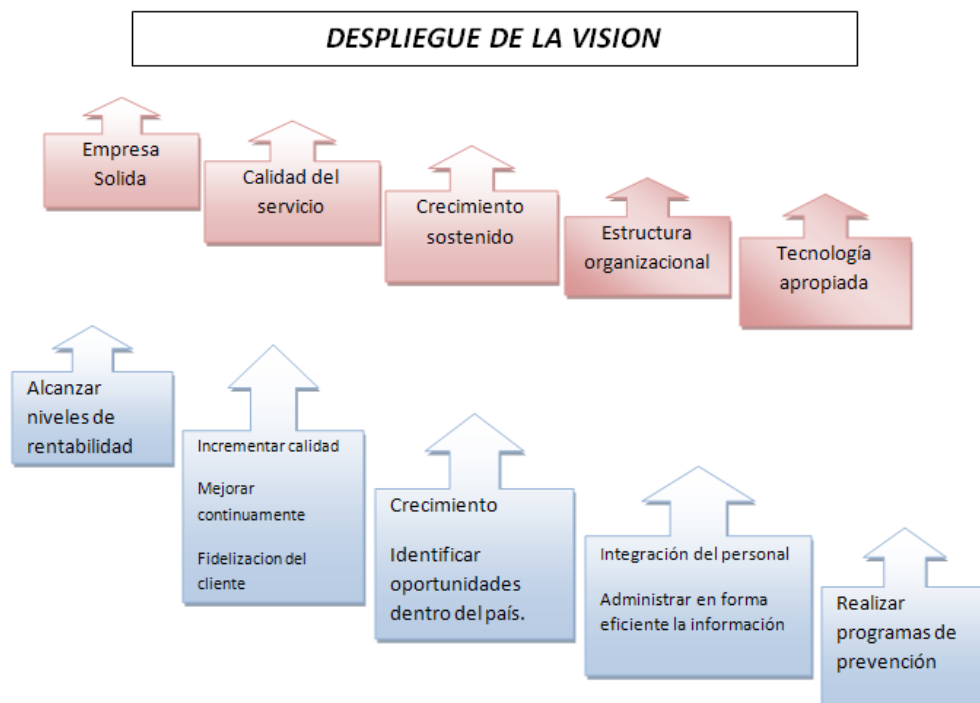 DESPLIEGUE DE LA VISION
Empresa
Solida
Calidad del
servicio
Crecimiento
sostenido
Estructura
organizacional
Tecnología
apropiada
Alcanzar
niveles de
rentabilidad
Incrementar calidad
Mejorar
continuamente
Fidelizacion del
cliente
Crecimiento
Identificar
oportunidades
dentro del país.
Integración del personal
Administrar en forma
eficiente la información
Realizar
programas de
prevención